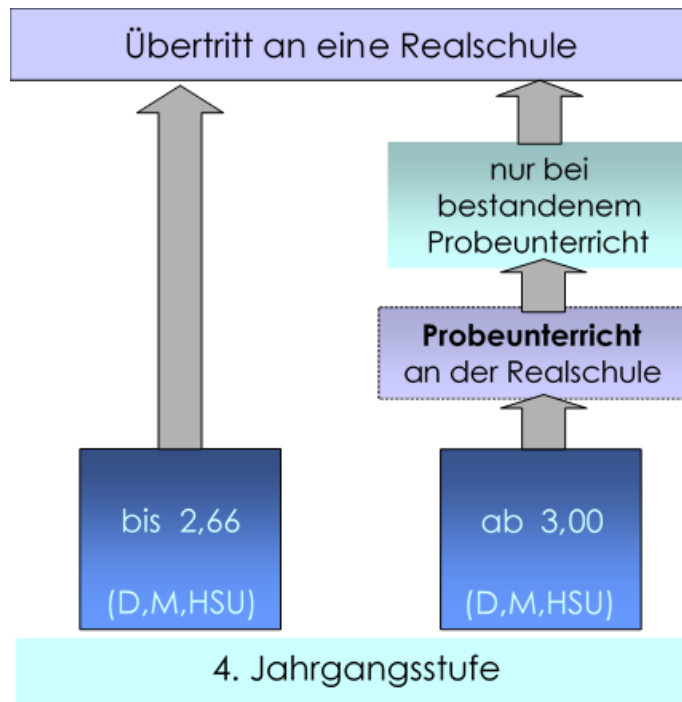 Übertritt an eine Realschule
nur bei
bestandenem
Probeunterricht
Probeunterricht
an der Realschule
bis 2,66
(D,M,HSU)
ab 3,00
(D,M,HSU)
4. Jahrgangsstufe